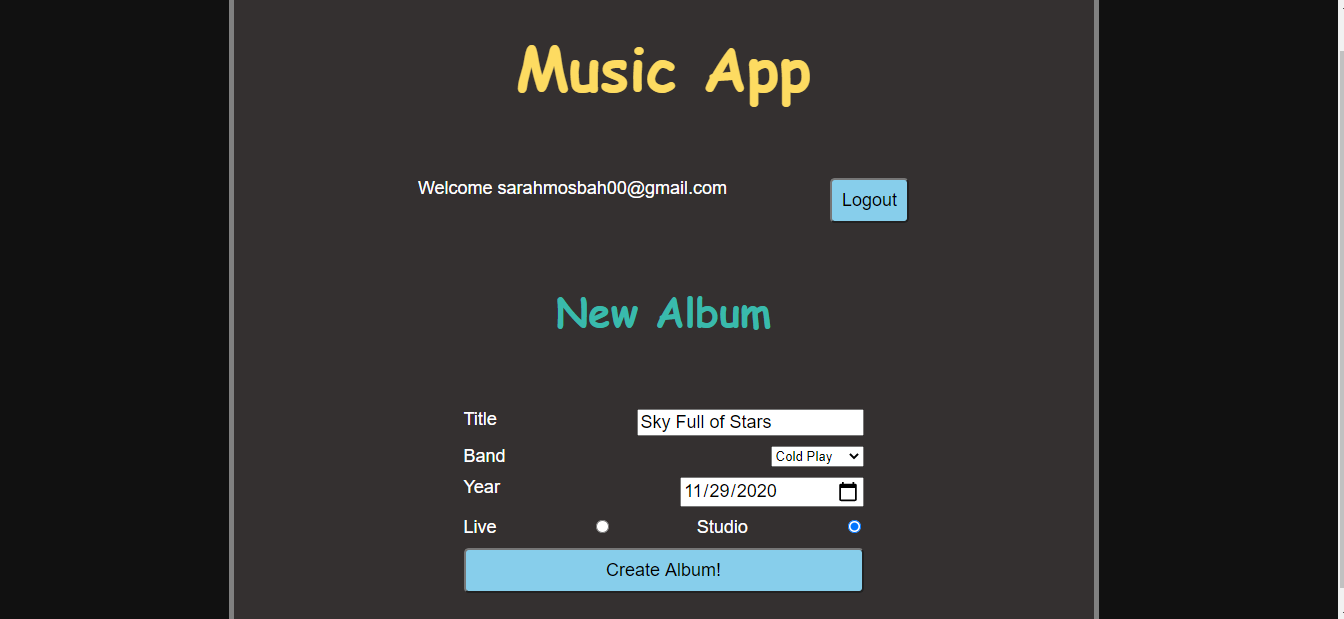 Music App
Welcome sarahmosbah00@gmail.com
Logout
New Album
Title Sky Full of Stars
Band Cold Play
Year 11/29/2020
Live Studio
Create Album!